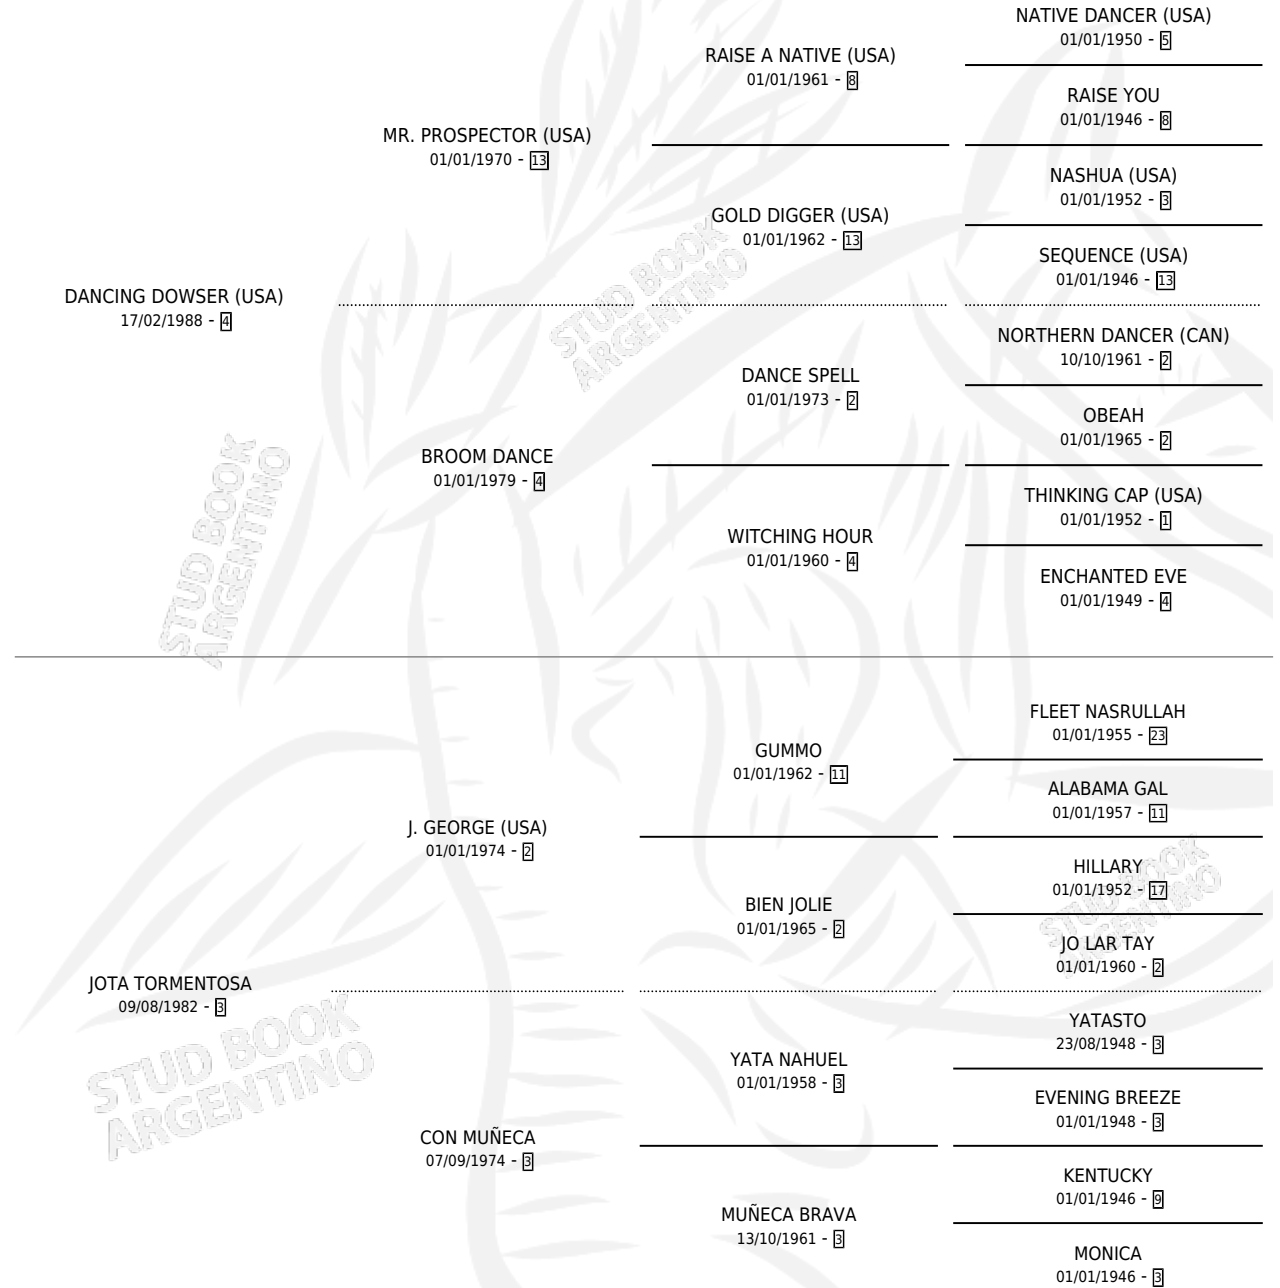 NATIVE DANCER (USA)
01/01/1950 - 5
RAISE A NATIVE (USA)
01/01/1961 - 8
RAISE YOU
01/01/1946 - 8
MR. PROSPECTOR (USA)
01/01/1970 - 13
NASHUA (USA)
01/01/1952 - 3
GOLD DIGGER (USA)
01/01/1962 - 13
SEQUENCE (USA)
01/01/1946 - 13
DANCING DOWSER (USA)
17/02/1988 - 4
NORTHERN DANCER (CAN)
10/10/1961 - 2
DANCE SPELL
01/01/1973 - 2
OBEAH
01/01/1965 - 2
BROOM DANCE
01/01/1979 - 4
THINKING CAP (USA)
01/01/1952 - 1
WITCHING HOUR
01/01/1960 - 4
ENCHANTED EVE
01/01/1949 - 4
FLEET NASRULLAH
01/01/1955 - 23
GUMMO
01/01/1962 - 11
ALABAMA GAL
01/01/1957 - 11
J. GEORGE (USA)
01/01/1974 - 2
HILLARY
01/01/1952 - 17
BIEN JOLIE
01/01/1965 - 2
JO LAR TAY
01/01/1960 - 2
JOTA TORMENTOSA
09/08/1982 - 3
YATASTO
23/08/1948 - 3
YATA NAHUEL
01/01/1958 - 3
EVENING BREEZE
01/01/1948 - 3
CON MUÑECA
07/09/1974 - 3
KENTUCKY
01/01/1946 - 9
MUÑECA BRAVA
13/10/1961 - 3
MONICA
01/01/1946 - 3
STUD BOOK
ARGENTINO
STUD BOOK
ARGENTINO
STUD BOOK
ARGENTINO
STUD BOOK
ARGENTINO